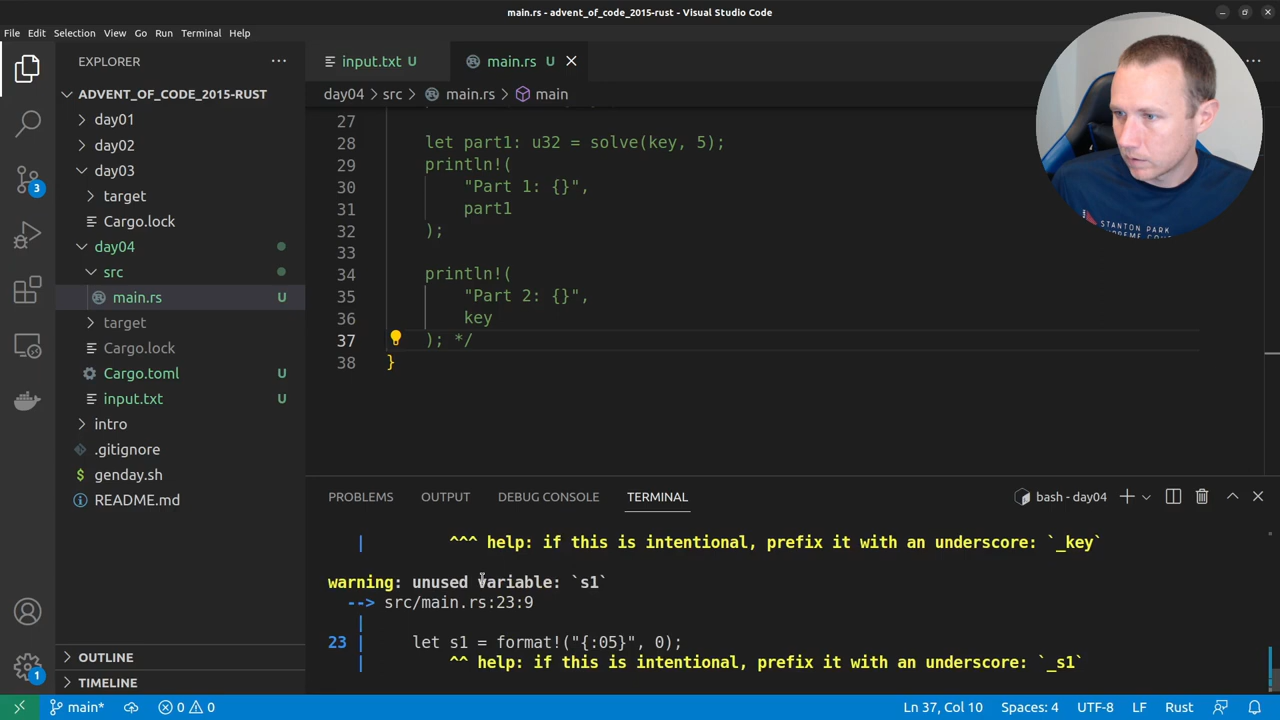 main.rs - advent_of_code_2015-rust - Visual Studio Code
File Edit Selection View Go Run Terminal Help
EXPLORER
input.txt U
main.rs U
ADVENT_OF_CODE_2015-RUST
day04 > src > main.rs > main
day01
day02
day03
target
Cargo.lock
day04
src
main.rs U
target
Cargo.lock
Cargo.toml U
input.txt U
intro
.gitignore
$ genday.sh
README.md
OUTLINE
TIMELINE
3
1
27
28 let part1: u32 = solve(key, 5);
29 println!(
30 "Part 1: {}",
31 part1
32 );
33
34 println!(
35 "Part 2: {}",
36 key
37 ); */
38 }
STANTON PARK
PROBLEMS OUTPUT DEBUG CONSOLE TERMINAL
bash - day04
| ^^^ help: if this is intentional, prefix it with an underscore: `_key`
warning: unused variable: `s1`
--> src/main.rs:23:9
|
23 | let s1 = format!("{:05}", 0);
| ^^ help: if this is intentional, prefix it with an underscore: `_s1`
main* 0 0 Ln 37, Col 10 Spaces: 4 UTF-8 LF Rust